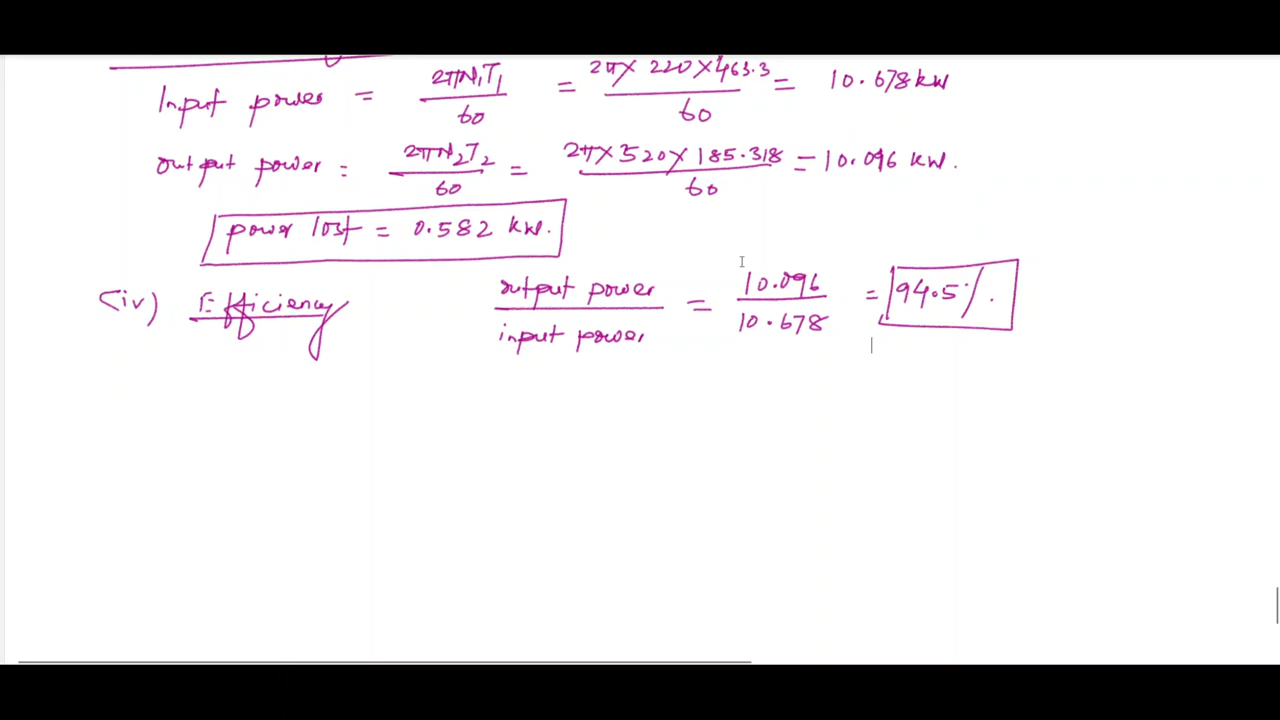 Input power = 2πN₁T₁/60 = 2π×220×463.3/60 = 10.678 kw
output power = 2πN₂T₂/60 = 2π×520×185.318/60 = 10.096 kw.
power lost = 0.582 kw.
(iv) Efficiency output power/input power = 10.096/10.678 = 94.5%.